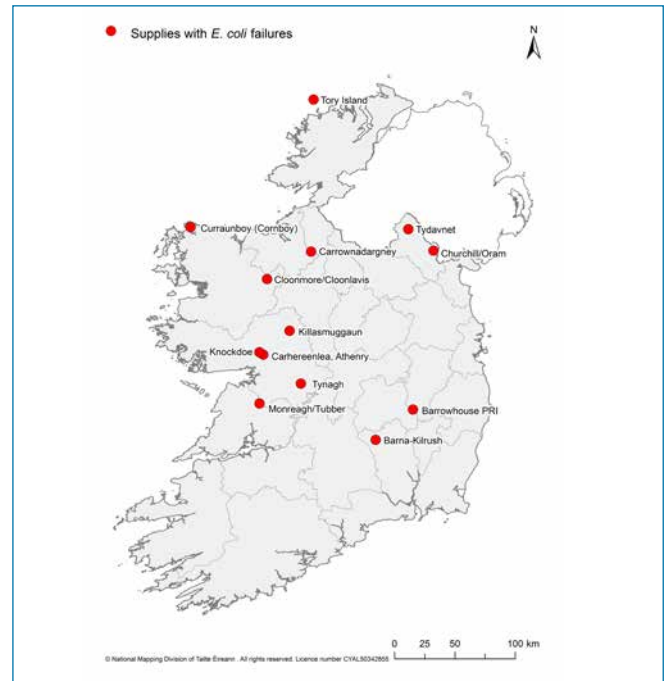 Supplies with E. coli failures
N
Tory Island
Curraunboy (Cornboy)
Tydavnet
Carrownadargney
Churchill/Oram
Cloonmore/Cloonlavis
Killasmuggaun
Knockdoe
Carhereenlea, Athenry
Tynagh
Monreagh/Tubber
Barrowhouse PRI
Barna-Kilrush
0 25 50 100 km
© National Mapping Division of Tailte Éireann . All rights reserved. Licence number CYAL50342855